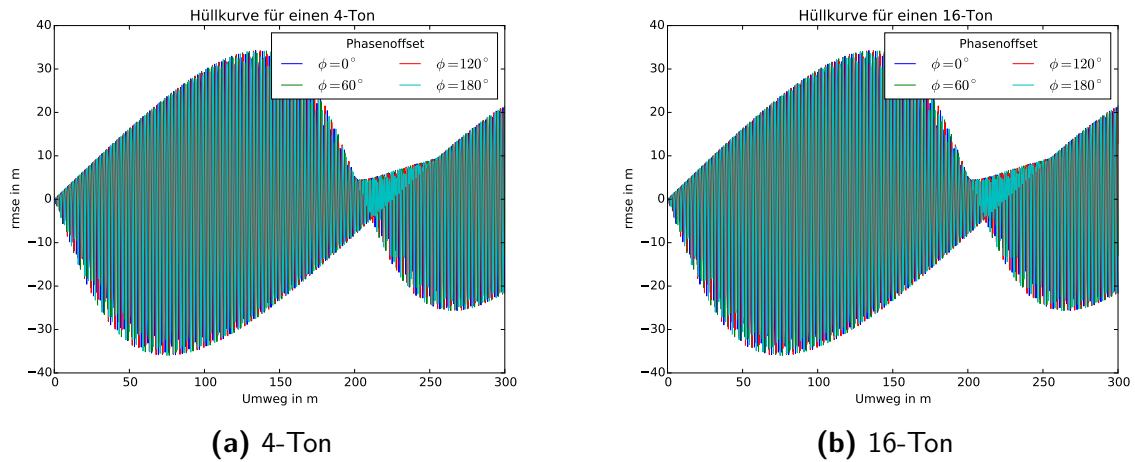 Hüllkurve für einen 4-Ton
40
30
20
10
0
−10
−20
−30
−40
rmse in m
Phasenoffset
ϕ=0° ϕ=120°
ϕ=60° ϕ=180°
0 50 100 150 200 250 300
Umweg in m
(a) 4-Ton
Hüllkurve für einen 16-Ton
40
30
20
10
0
−10
−20
−30
−40
rmse in m
Phasenoffset
ϕ=0° ϕ=120°
ϕ=60° ϕ=180°
0 50 100 150 200 250 300
Umweg in m
(b) 16-Ton